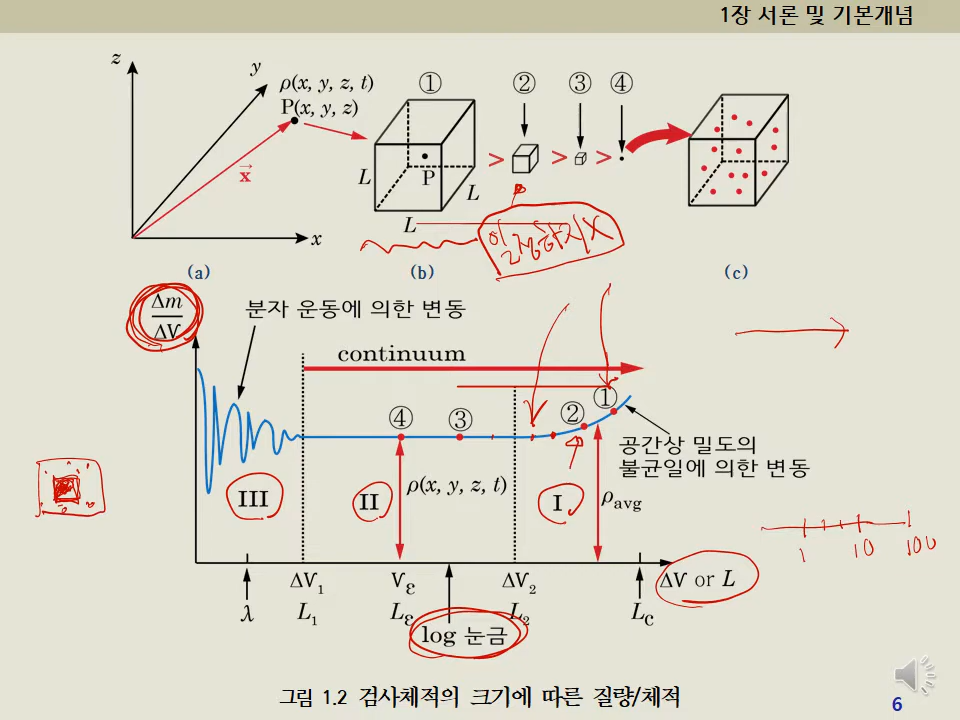 1장 서론 및 기본개념
z
y
ρ(x, y, z, t)
P(x, y, z)
x
x
(a)
①
②
③
④
L
P
L
L
>
>
>
(b)
(c)
Δm
ΔV
분자 운동에 의한 변동
continuum
④
③
②
①
공간상 밀도의
불균일에 의한 변동
III
II
ρ(x, y, z, t)
I
ρavg
1
10
100
λ
ΔV1
L1
Vε
Lε
ΔV2
L2
Lc
ΔV or L
log 눈금
그림 1.2 검사체적의 크기에 따른 질량/체적
6